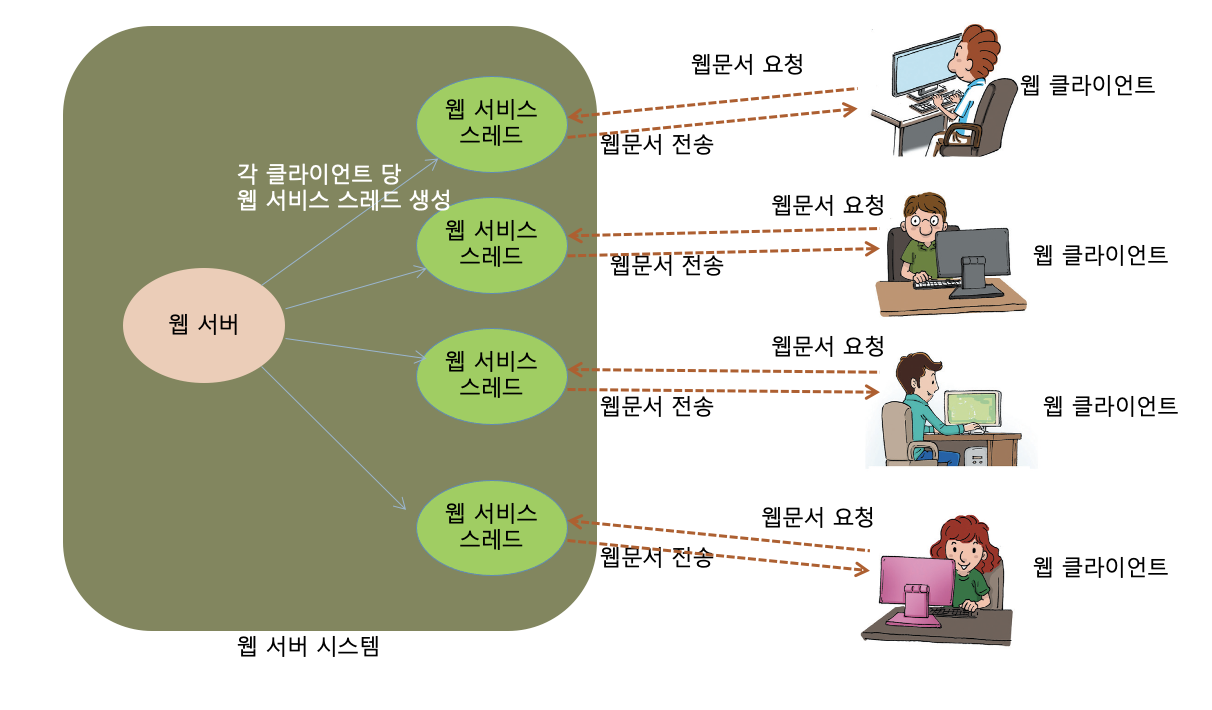 웹문서 요청
웹 클라이언트
웹 서비스
스레드
웹문서 전송
각 클라이언트 당
웹 서비스 스레드 생성
웹문서 요청
웹 서비스
스레드
웹 클라이언트
웹문서 전송
웹 서버
웹문서 요청
웹 서비스
스레드
웹문서 전송
웹 클라이언트
웹문서 요청
웹 서비스
스레드
웹문서 전송
웹 클라이언트
웹 서버 시스템